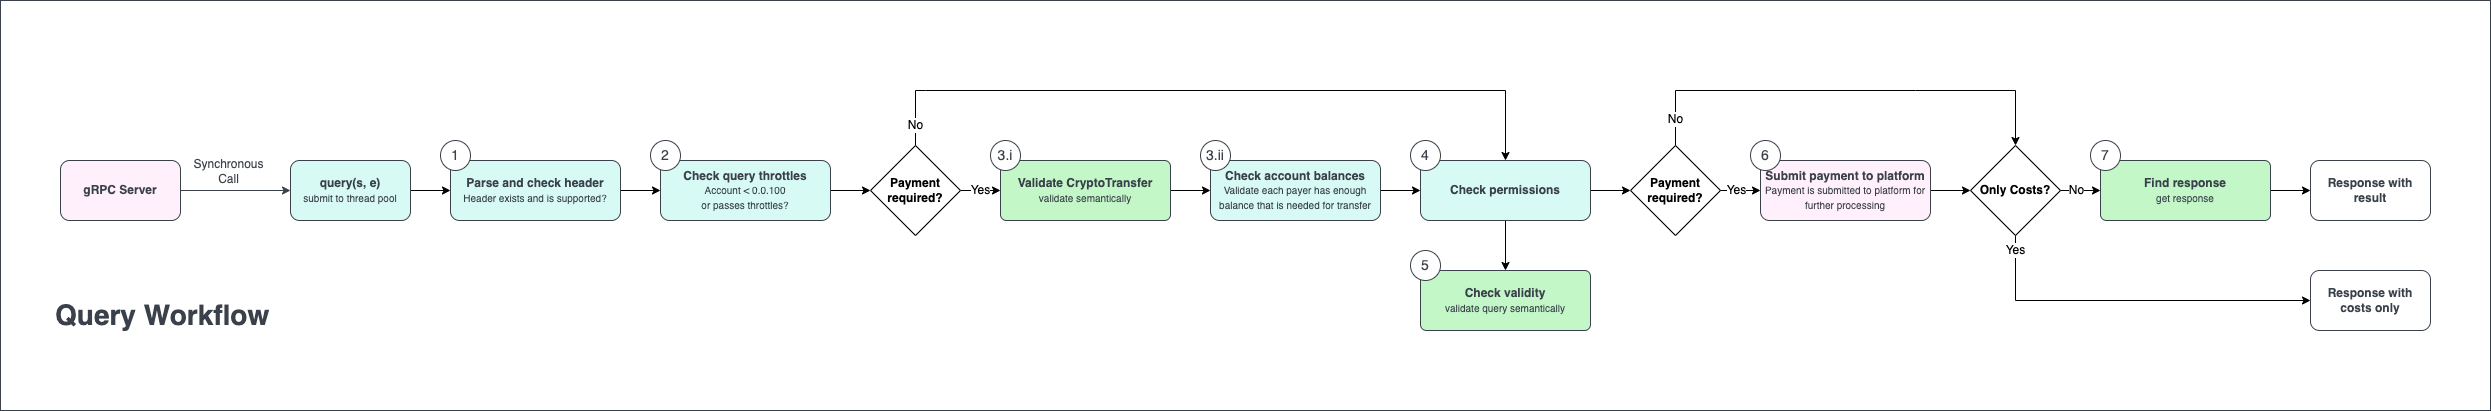 gRPC Server
Synchronous
Call
query(s, e)
submit to thread pool
1
Parse and check header
Header exists and is supported?
2
Check query throttles
Account < 0.0.100
or passes throttles?
No
Payment
required?
Yes
3.i
Validate CryptoTransfer
validate semantically
3.ii
Check account balances
Validate each payer has enough
balance that is needed for transfer
4
Check permissions
5
Check validity
validate query semantically
No
Payment
required?
Yes
6
Submit payment to platform
Payment is submitted to platform for
further processing
Only Costs?
No
Yes
7
Find response
get response
Response with
result
Response with
costs only
Query Workflow